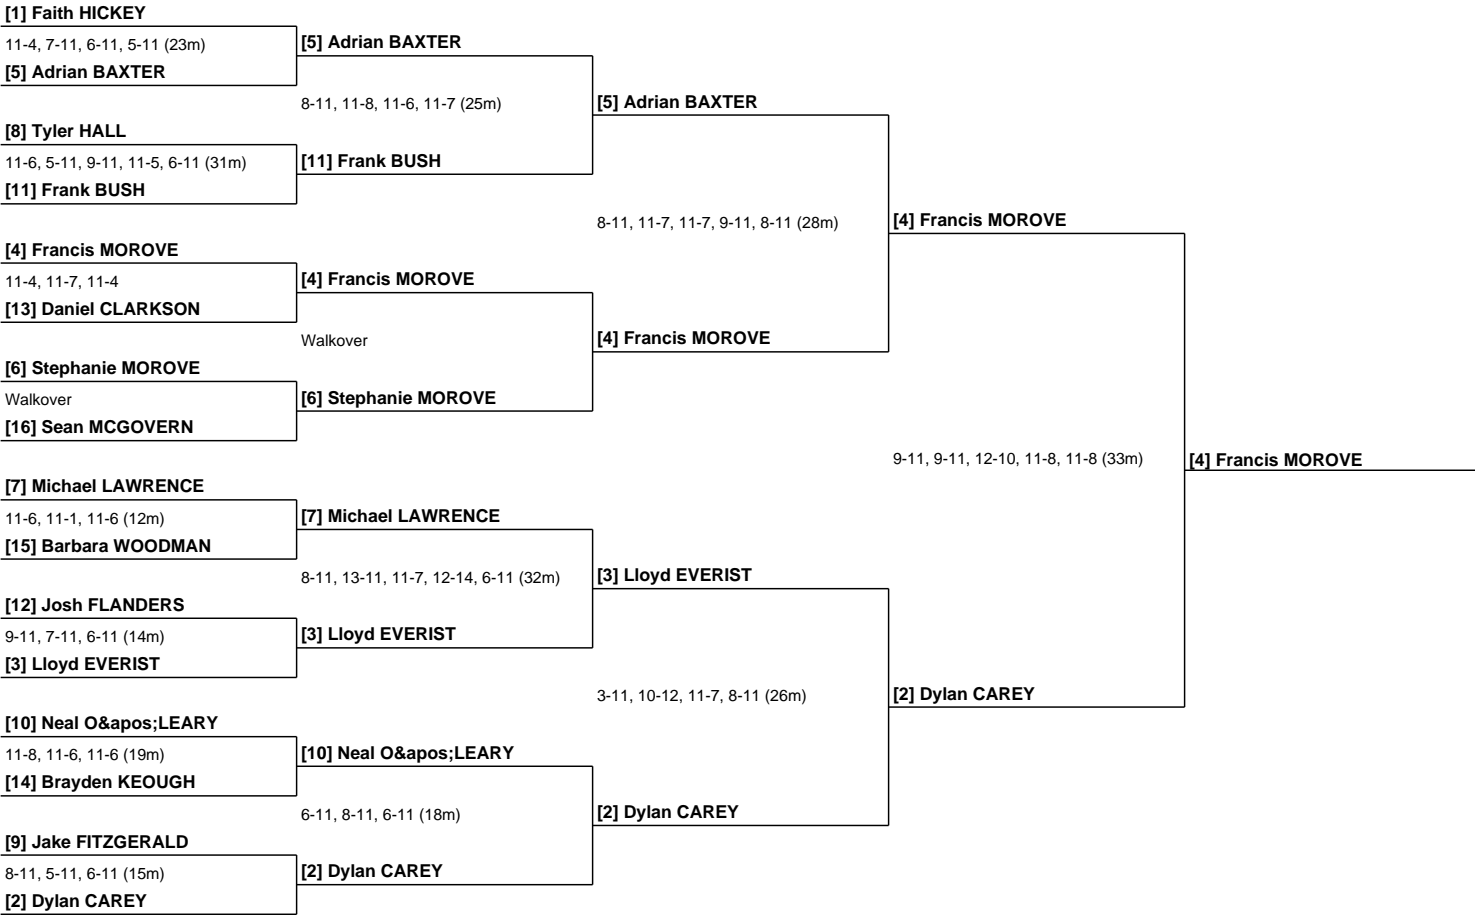 [1] Faith HICKEY
11-4, 7-11, 6-11, 5-11 (23m)
[5] Adrian BAXTER
[8] Tyler HALL
11-6, 5-11, 9-11, 11-5, 6-11 (31m)
[11] Frank BUSH
[4] Francis MOROVE
11-4, 11-7, 11-4
[13] Daniel CLARKSON
[6] Stephanie MOROVE
Walkover
[16] Sean MCGOVERN
[7] Michael LAWRENCE
11-6, 11-1, 11-6 (12m)
[15] Barbara WOODMAN
[12] Josh FLANDERS
9-11, 7-11, 6-11 (14m)
[3] Lloyd EVERIST
[10] Neal O&apos;LEARY
11-8, 11-6, 11-6 (19m)
[14] Brayden KEOUGH
[9] Jake FITZGERALD
8-11, 5-11, 6-11 (15m)
[2] Dylan CAREY
[5] Adrian BAXTER
8-11, 11-8, 11-6, 11-7 (25m)
[11] Frank BUSH
[4] Francis MOROVE
Walkover
[6] Stephanie MOROVE
[7] Michael LAWRENCE
8-11, 13-11, 11-7, 12-14, 6-11 (32m)
[3] Lloyd EVERIST
[10] Neal O&apos;LEARY
6-11, 8-11, 6-11 (18m)
[2] Dylan CAREY
[5] Adrian BAXTER
8-11, 11-7, 11-7, 9-11, 8-11 (28m)
[4] Francis MOROVE
[3] Lloyd EVERIST
3-11, 10-12, 11-7, 8-11 (26m)
[2] Dylan CAREY
[4] Francis MOROVE
9-11, 9-11, 12-10, 11-8, 11-8 (33m)
[2] Dylan CAREY
[4] Francis MOROVE